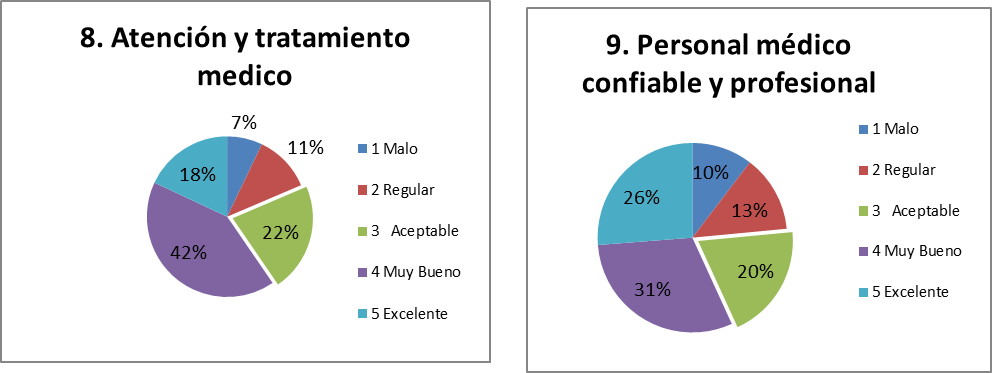 8. Atención y tratamiento
medico
7%
11%
18%
22%
42%
1 Malo
2 Regular
3 Aceptable
4 Muy Bueno
5 Excelente
9. Personal médico
confiable y profesional
10%
13%
26%
20%
31%
1 Malo
2 Regular
3 Aceptable
4 Muy Bueno
5 Excelente